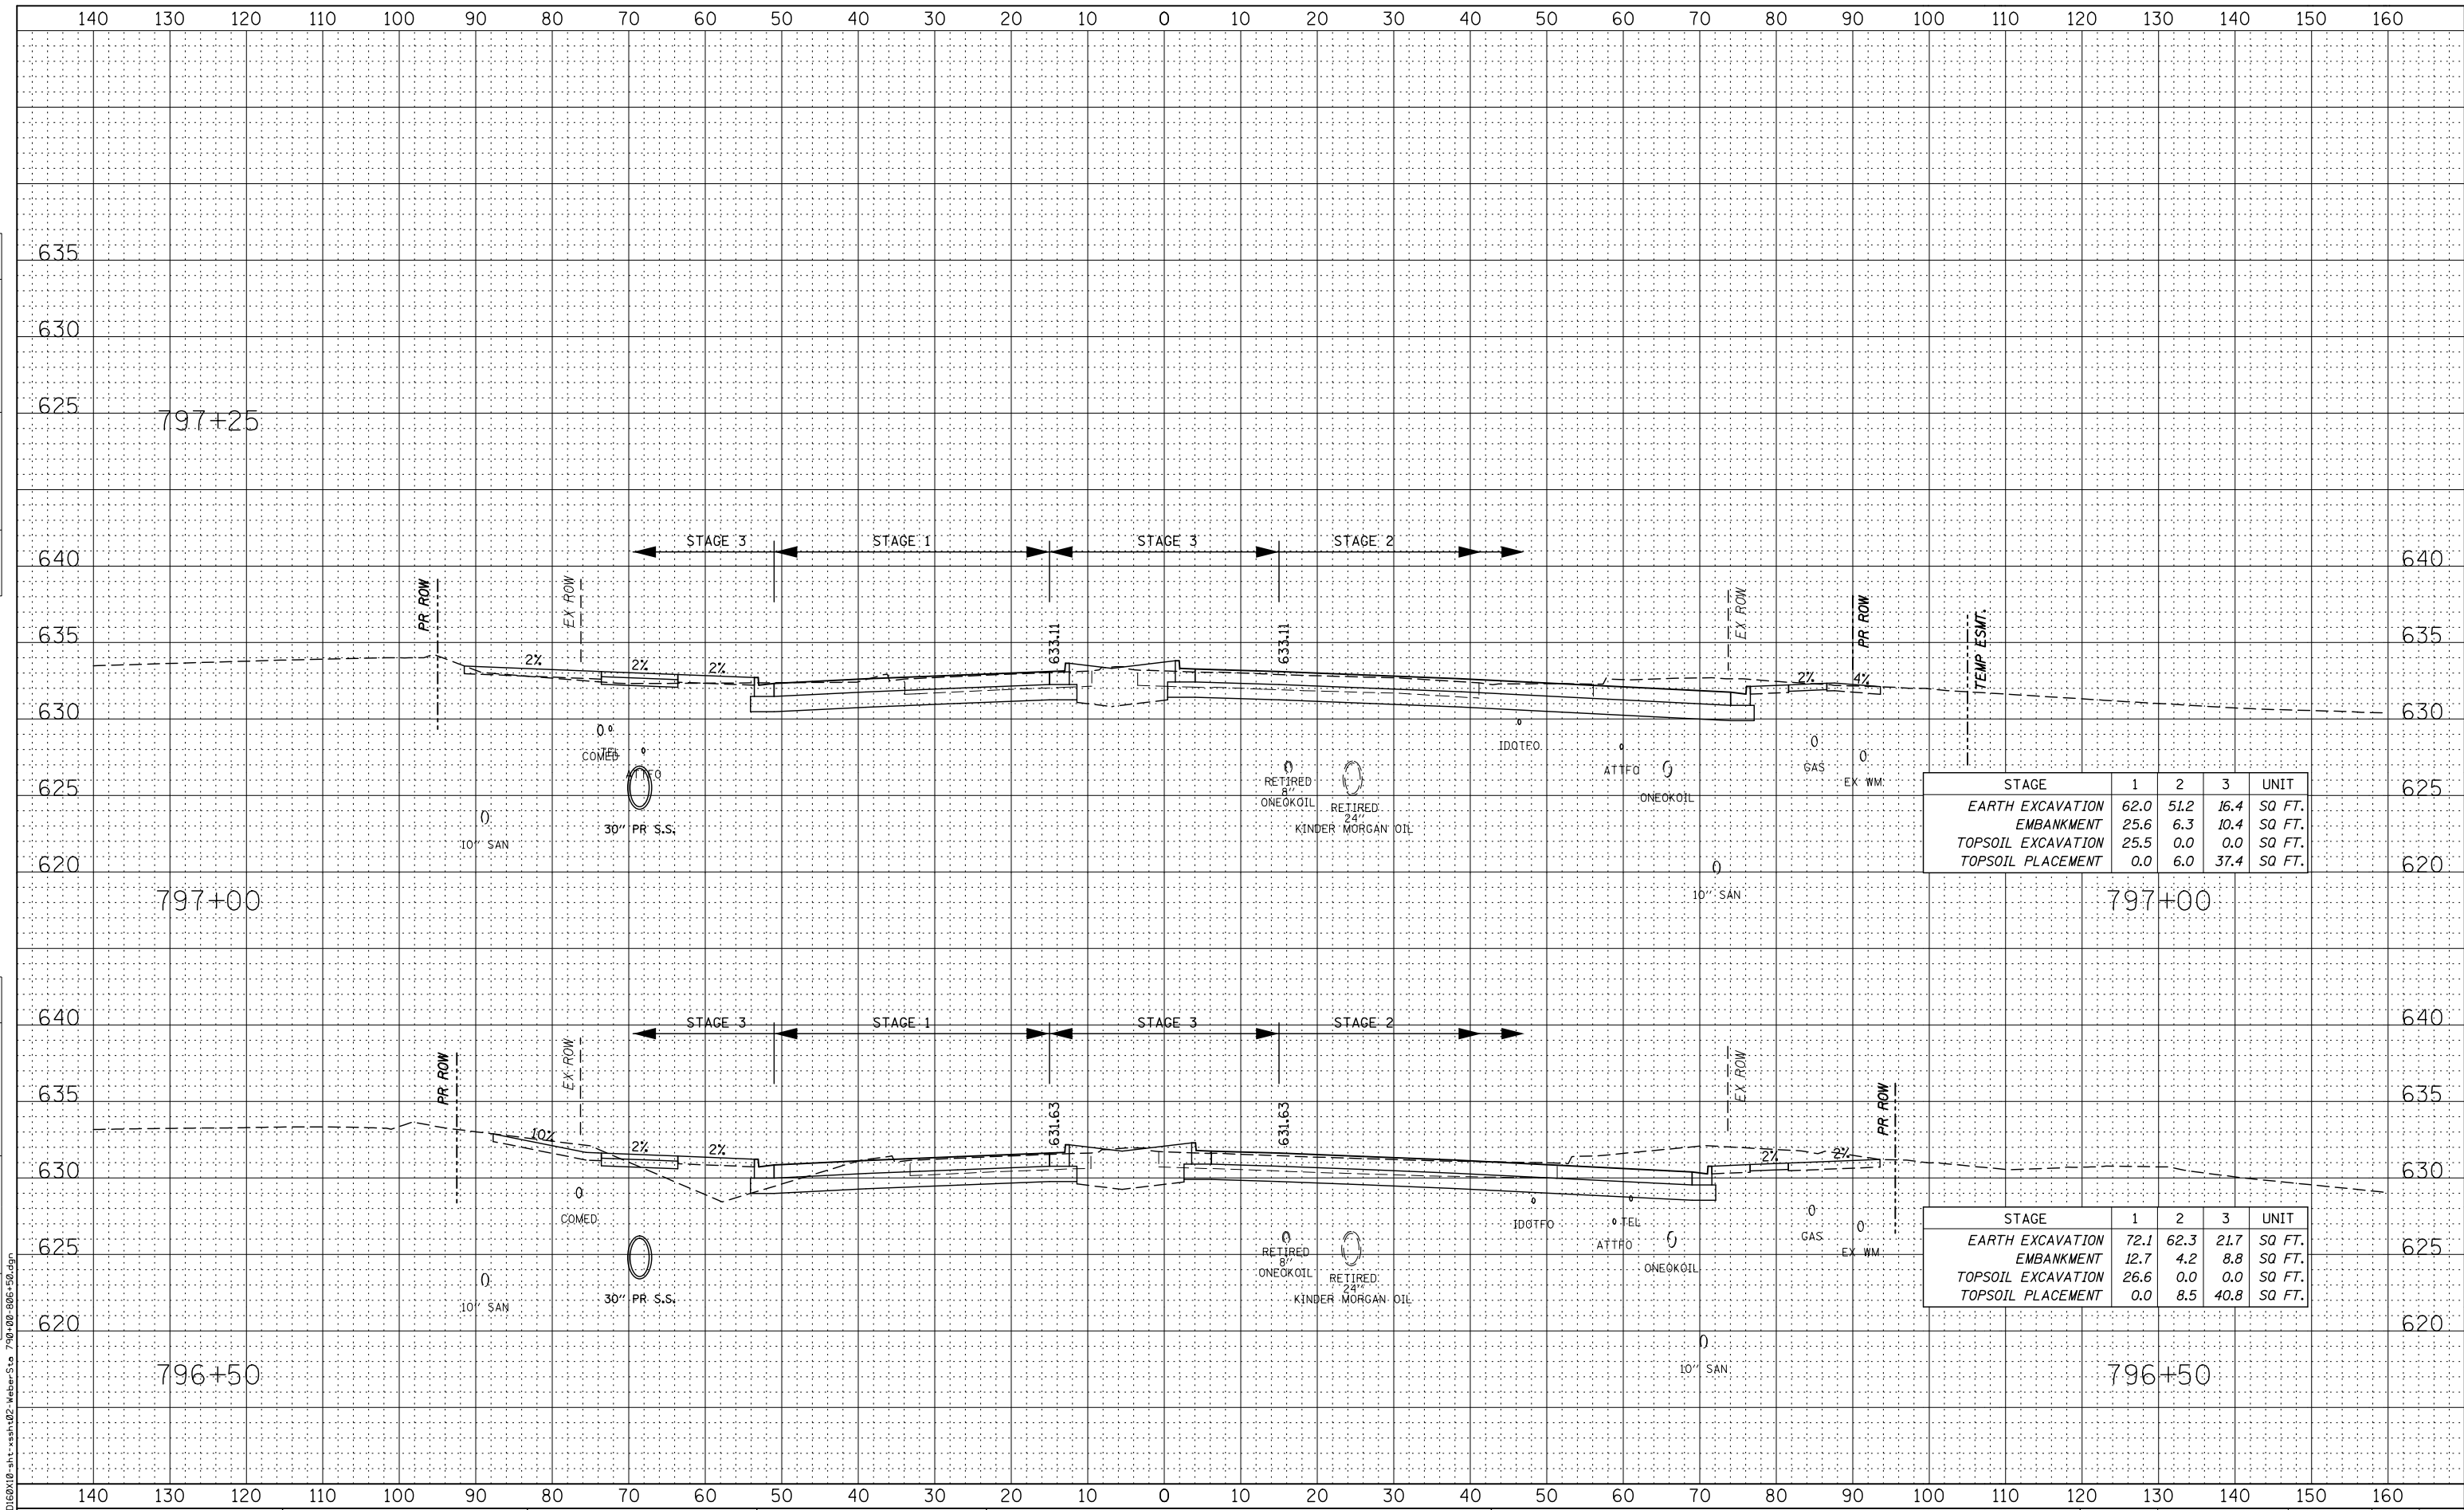 140 130 120 110 100 90 80 70 60 50 40 30 20 10 0 10 20 30 40 50 60 70 80 90 100 110 120 130 140 150 160
635
630
625
797+25
STAGE 3 STAGE 1 STAGE 3 STAGE 2
640 640
PR ROW EX ROW 633.11 633.11 EX ROW PR ROW TEMP ESMT.
635 635
2% 2% 2% 2% 4%
630 630
TEL
COMED
ATTFO
IDOTFO
ATTFO
ONEOKOIL
GAS
EX WM
RETIRED
8"
ONEOKOIL
RETIRED
24"
KINDER MORGAN OIL
625 625
30" PR S.S.
10" SAN
10" SAN
620 620
STAGE 1 2 3 UNIT
EARTH EXCAVATION 62.0 51.2 16.4 SQ FT.
EMBANKMENT 25.6 6.3 10.4 SQ FT.
TOPSOIL EXCAVATION 25.5 0.0 0.0 SQ FT.
TOPSOIL PLACEMENT 0.0 6.0 37.4 SQ FT.
797+00 797+00
STAGE 3 STAGE 1 STAGE 3 STAGE 2
640 640
PR ROW EX ROW 631.63 631.63 EX ROW PR ROW
635 635
10% 2% 2% 2% 2%
630 630
COMED
IDOTFO
TEL
ATTFO
ONEOKOIL
GAS
EX WM
RETIRED
8"
ONEOKOIL
RETIRED
24"
KINDER MORGAN OIL
625 625
30" PR S.S.
10" SAN
10" SAN
620 620
STAGE 1 2 3 UNIT
EARTH EXCAVATION 72.1 62.3 21.7 SQ FT.
EMBANKMENT 12.7 4.2 8.8 SQ FT.
TOPSOIL EXCAVATION 26.6 0.0 0.0 SQ FT.
TOPSOIL PLACEMENT 0.0 8.5 40.8 SQ FT.
796+50 796+50
D160X10-sht-xssht02-WeberSta 790+00-806+50.dgn
140 130 120 110 100 90 80 70 60 50 40 30 20 10 0 10 20 30 40 50 60 70 80 90 100 110 120 130 140 150 160